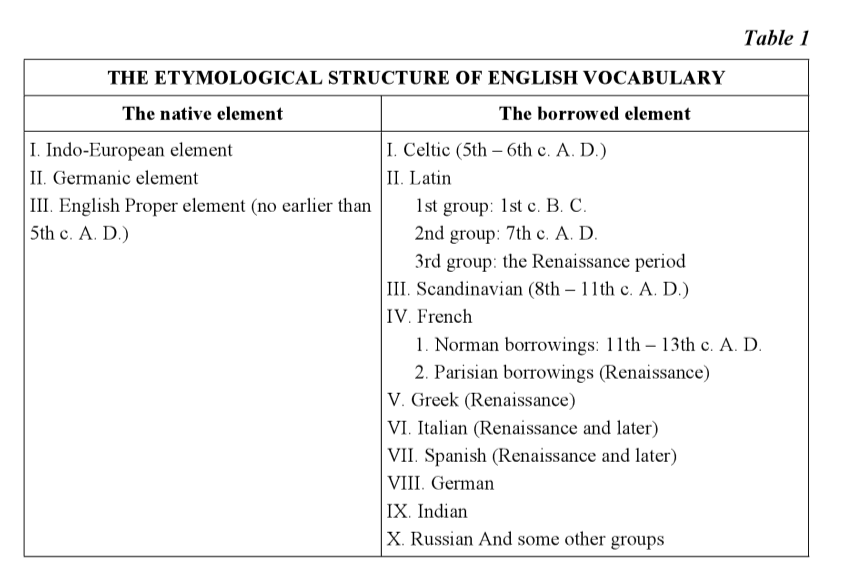 Table 1
THE ETYMOLOGICAL STRUCTURE OF ENGLISH VOCABULARY
The native element
The borrowed element
I. Indo-European element
II. Germanic element
III. English Proper element (no earlier than
5th c. A. D.)
I. Celtic (5th – 6th c. A. D.)
II. Latin
1st group: 1st c. B. C.
2nd group: 7th c. A. D.
3rd group: the Renaissance period
III. Scandinavian (8th – 11th c. A. D.)
IV. French
1. Norman borrowings: 11th – 13th c. A. D.
2. Parisian borrowings (Renaissance)
V. Greek (Renaissance)
VI. Italian (Renaissance and later)
VII. Spanish (Renaissance and later)
VIII. German
IX. Indian
X. Russian And some other groups